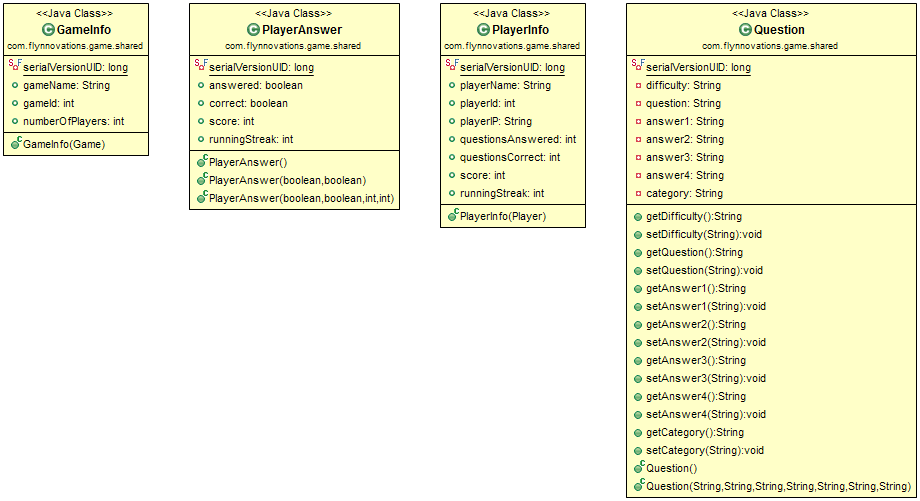 <<Java Class>>
GameInfo
com.flynnovations.game.shared
serialVersionUID: long
gameName: String
gameId: int
numberOfPlayers: int
GameInfo(Game)
<<Java Class>>
PlayerAnswer
com.flynnovations.game.shared
serialVersionUID: long
answered: boolean
correct: boolean
score: int
runningStreak: int
PlayerAnswer()
PlayerAnswer(boolean,boolean)
PlayerAnswer(boolean,boolean,int,int)
<<Java Class>>
PlayerInfo
com.flynnovations.game.shared
serialVersionUID: long
playerName: String
playerId: int
playerIP: String
questionsAnswered: int
questionsCorrect: int
score: int
runningStreak: int
PlayerInfo(Player)
<<Java Class>>
Question
com.flynnovations.game.shared
serialVersionUID: long
difficulty: String
question: String
answer1: String
answer2: String
answer3: String
answer4: String
category: String
getDifficulty():String
setDifficulty(String):void
getQuestion():String
setQuestion(String):void
getAnswer1():String
setAnswer1(String):void
getAnswer2():String
setAnswer2(String):void
getAnswer3():String
setAnswer3(String):void
getAnswer4():String
setAnswer4(String):void
getCategory():String
setCategory(String):void
Question()
Question(String,String,String,String,String,String,String)